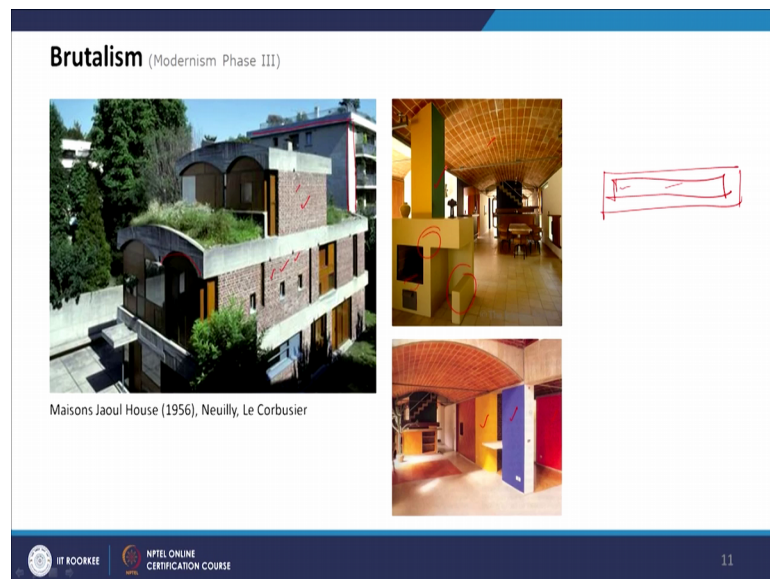 Brutalism (Modernism Phase III)
Maisons Jaoul House (1956), Neuilly, Le Corbusier
IIT ROORKEE
NPTEL ONLINE
CERTIFICATION COURSE
11